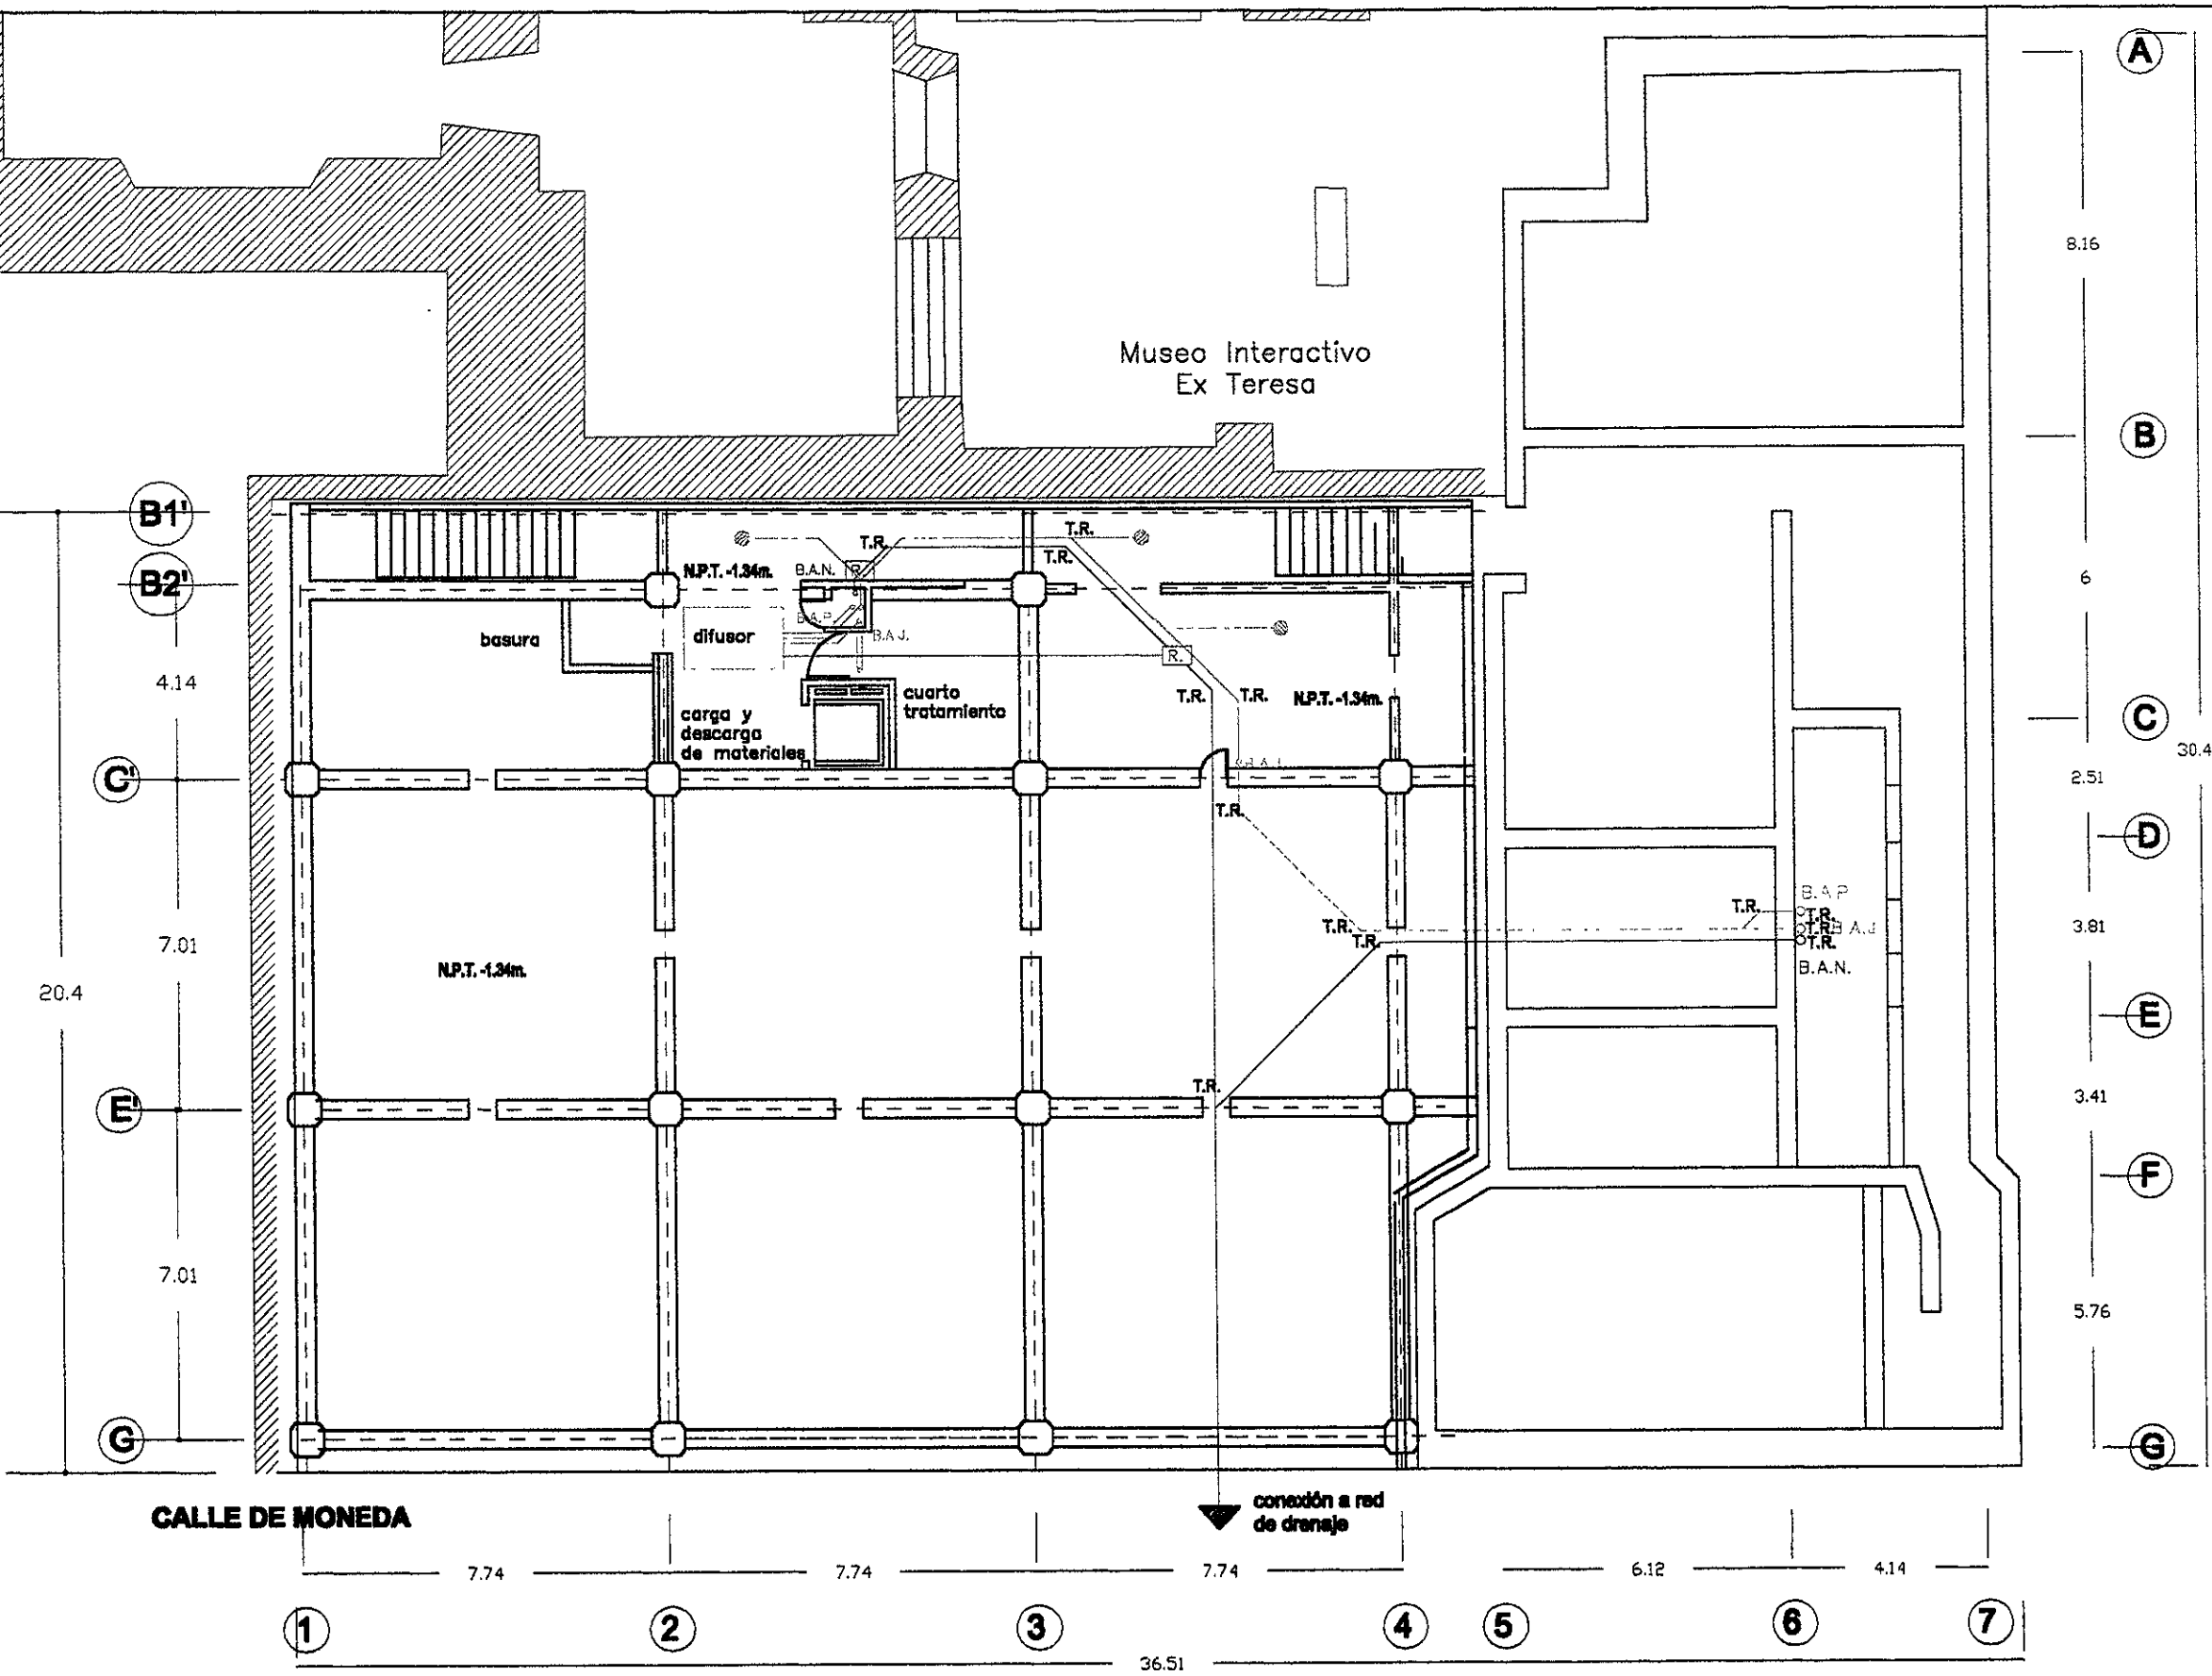 A
8.16
Museo Interactivo
Ex Teresa
B
B1'
T.R.
T.R.
T.R.
N.P.T. -1.34m.
B.A.N.
R.
B2'
6
B.A.P.
basura
difusor
B.A.J.
R.
4.14
cuarto
tratamiento
T.R.
T.R.
N.P.T. -1.34m.
carga y
descarga
de materiales
C
30.4
C'
B.A.J.
2.51
T.R.
D
B.A.P
T.R.
T.R.
T.R.
T.R.
B.A.J
3.81
7.01
T.R.
T.R.
N.P.T. -1.34m.
B.A.N.
20.4
E
T.R.
E'
3.41
F
7.01
5.76
G
G
CALLE DE MONEDA
conexión a red
de drenaje
7.74
7.74
7.74
6.12
4.14
1
2
3
4
5
6
7
36.51